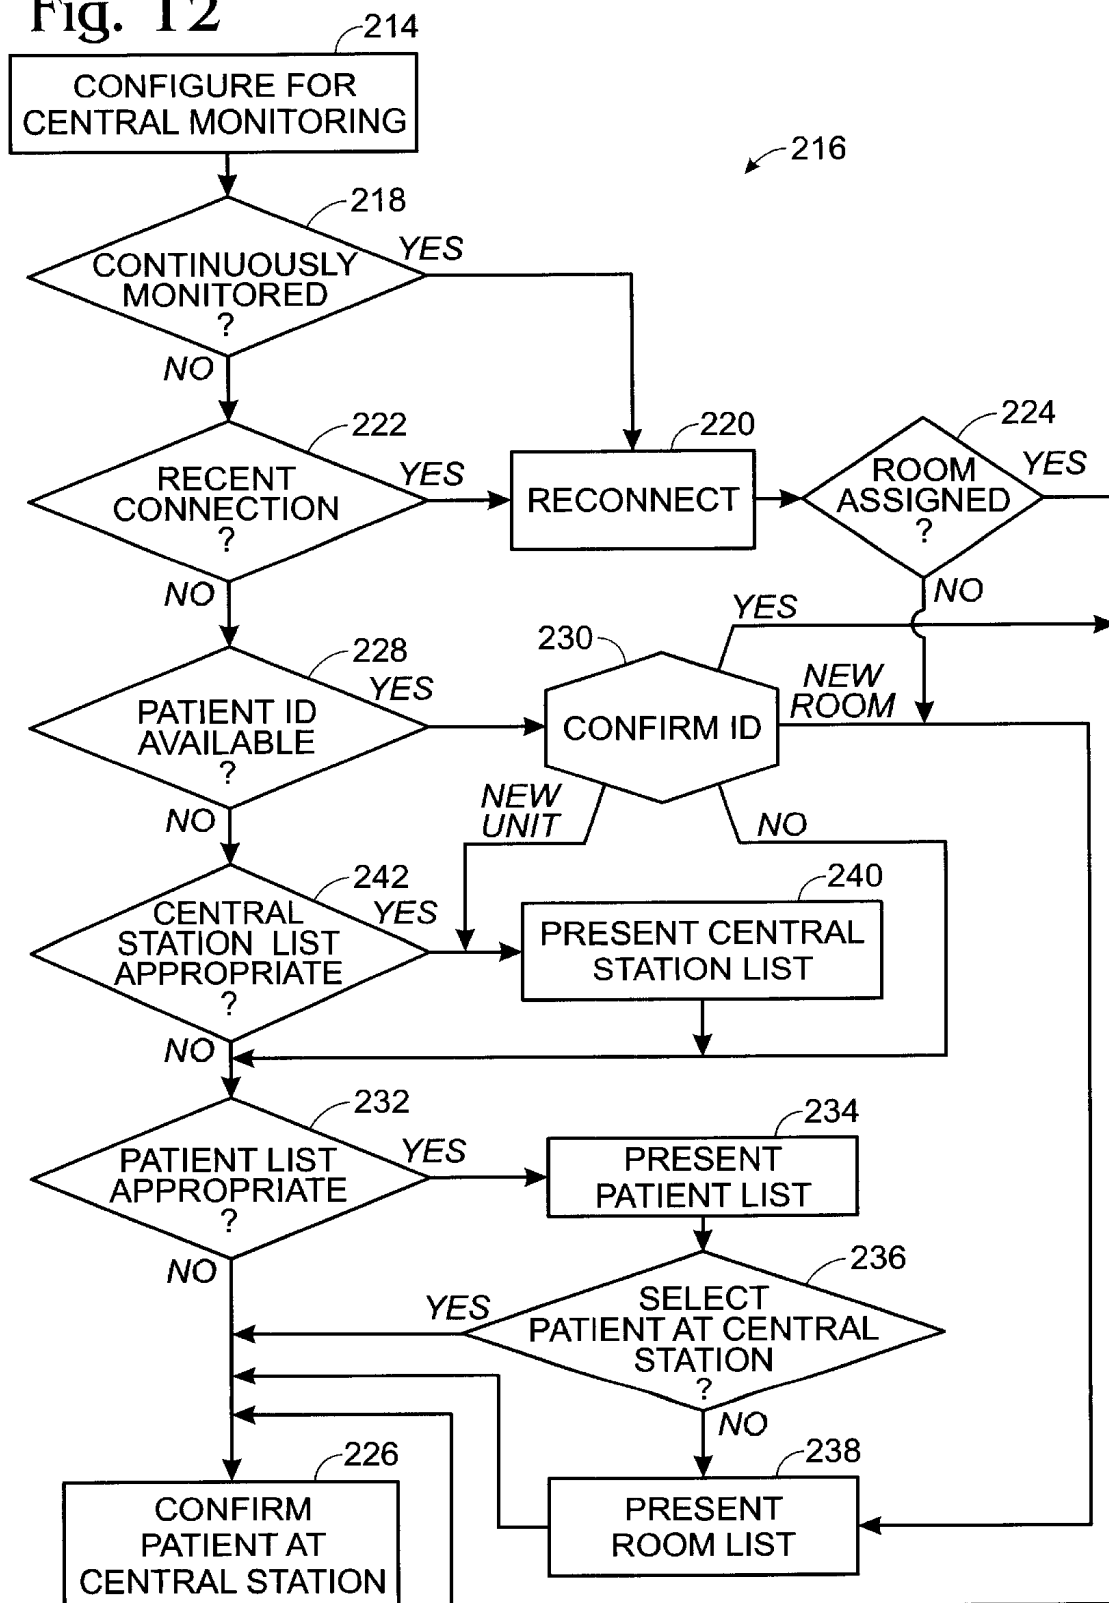 Fig. 12
214
CONFIGURE FOR
CENTRAL MONITORING
216
218
CONTINUOUSLY
MONITORED
?
YES
NO
222
RECENT
CONNECTION
?
YES
NO
220
RECONNECT
224
ROOM
ASSIGNED
?
YES
NO
228
PATIENT ID
AVAILABLE
?
YES
NO
230
CONFIRM ID
YES
NEW
ROOM
NEW
UNIT
NO
242
CENTRAL
STATION LIST
APPROPRIATE
?
YES
NO
240
PRESENT CENTRAL
STATION LIST
232
PATIENT LIST
APPROPRIATE
?
YES
NO
234
PRESENT
PATIENT LIST
236
SELECT
PATIENT AT CENTRAL
STATION
?
YES
NO
238
PRESENT
ROOM LIST
226
CONFIRM
PATIENT AT
CENTRAL STATION